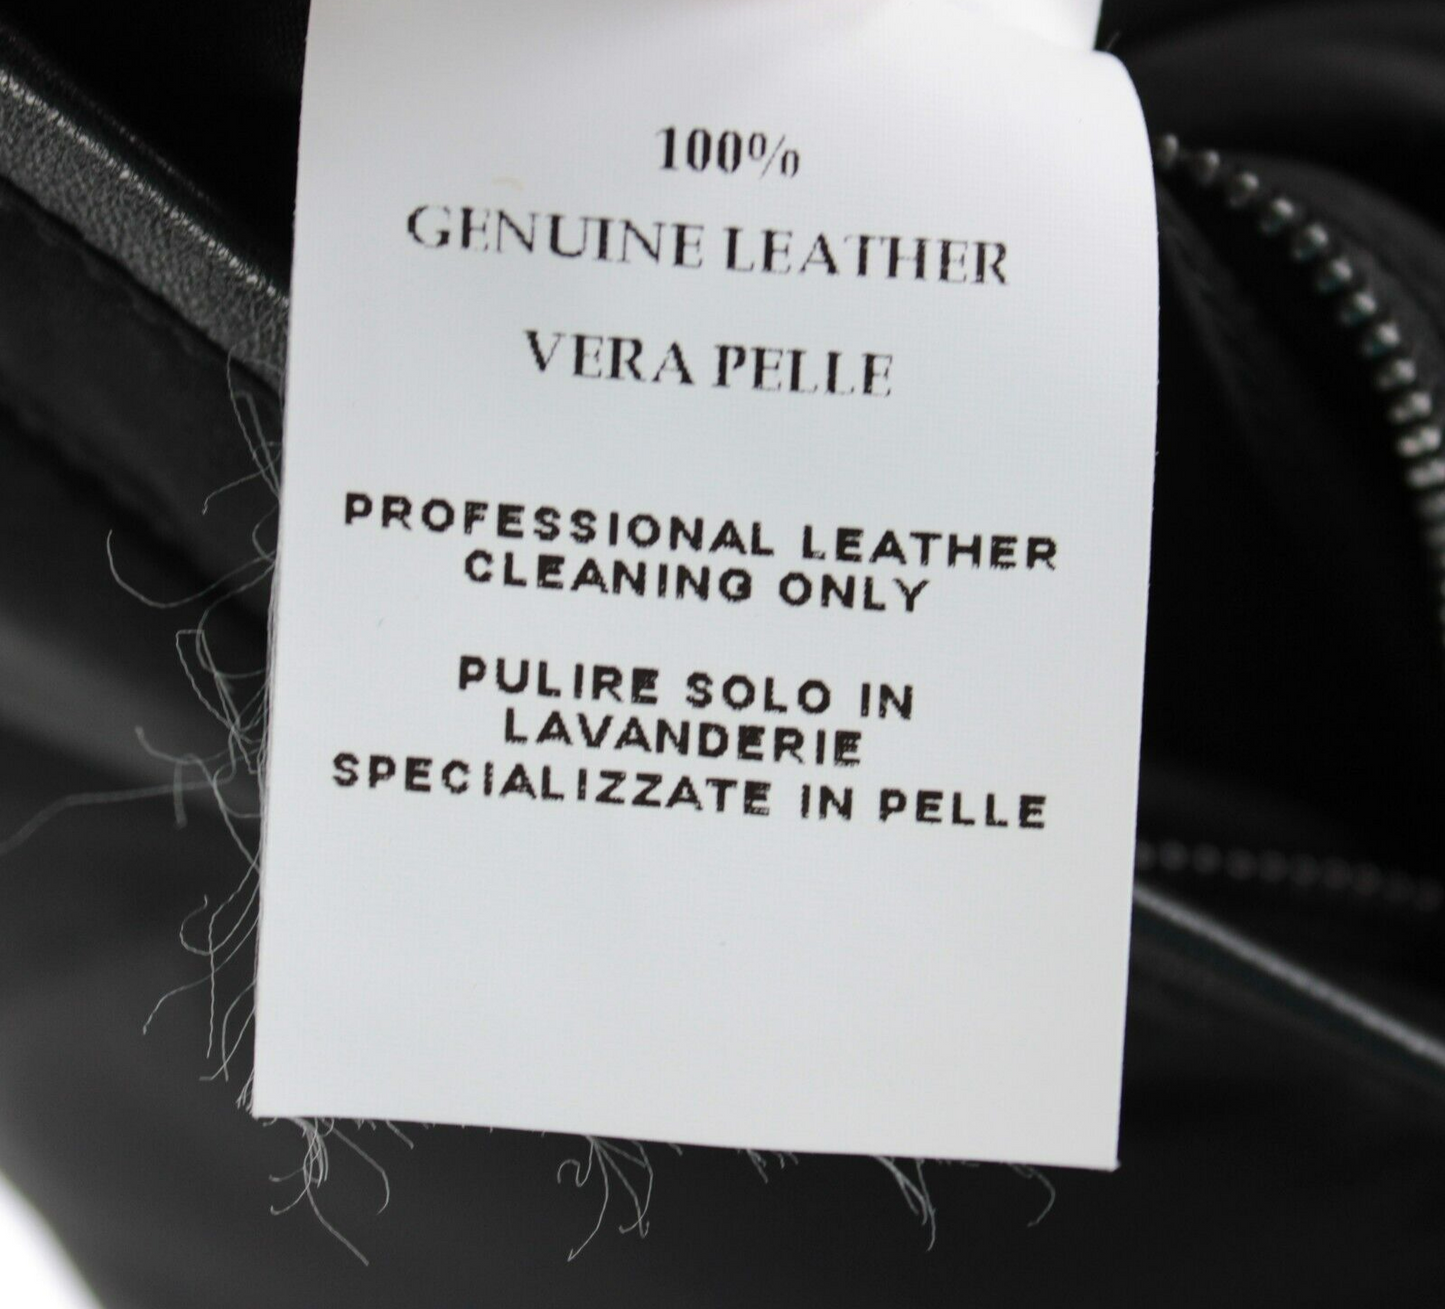 100%
GENUINE LEATHER
VERA PELLE
PROFESSIONAL LEATHER
CLEANING ONLY
PULIRE SOLO IN
LAVANDERIE
SPECIALIZZATE IN PELLE